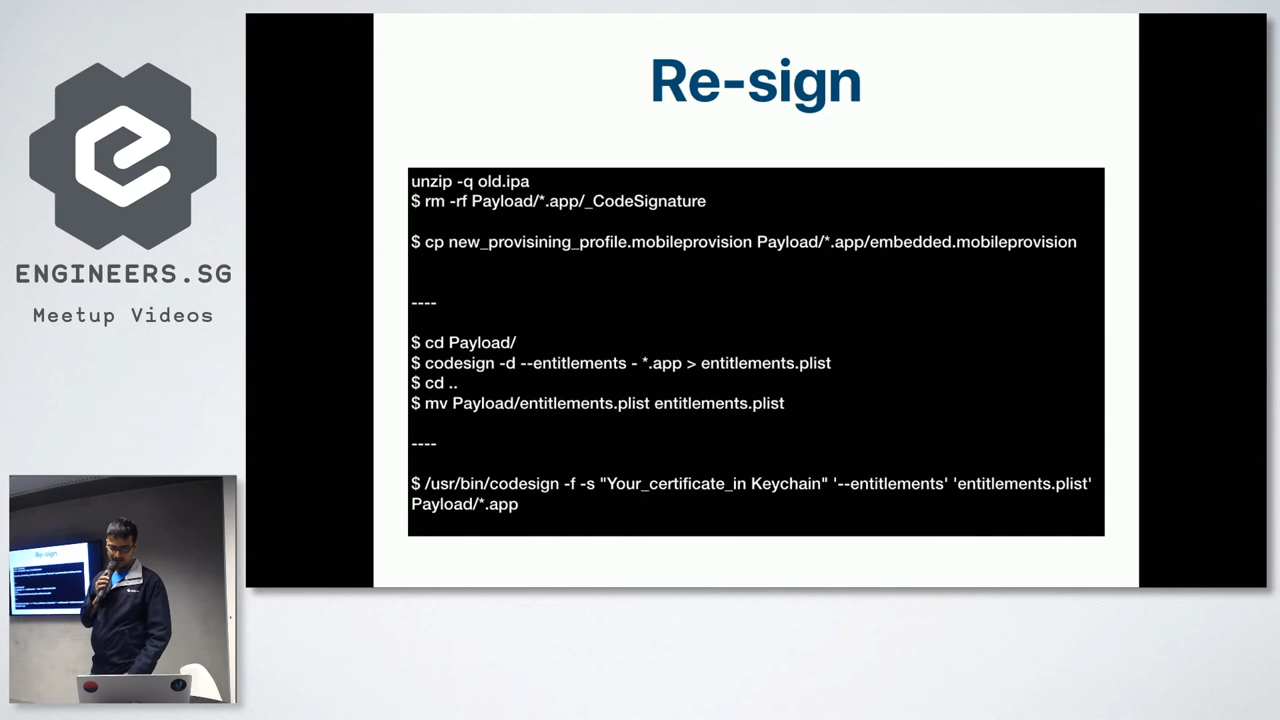 ENGINEERS.SG
Meetup Videos
Re-sign
unzip -q old.ipa
$ rm -rf Payload/*.app/_CodeSignature
$ cp new_provisining_profile.mobileprovision Payload/*.app/embedded.mobileprovision
----
$ cd Payload/
$ codesign -d --entitlements - *.app > entitlements.plist
$ cd ..
$ mv Payload/entitlements.plist entitlements.plist
----
$ /usr/bin/codesign -f -s "Your_certificate_in Keychain" '--entitlements' 'entitlements.plist'
Payload/*.app
Re-sign